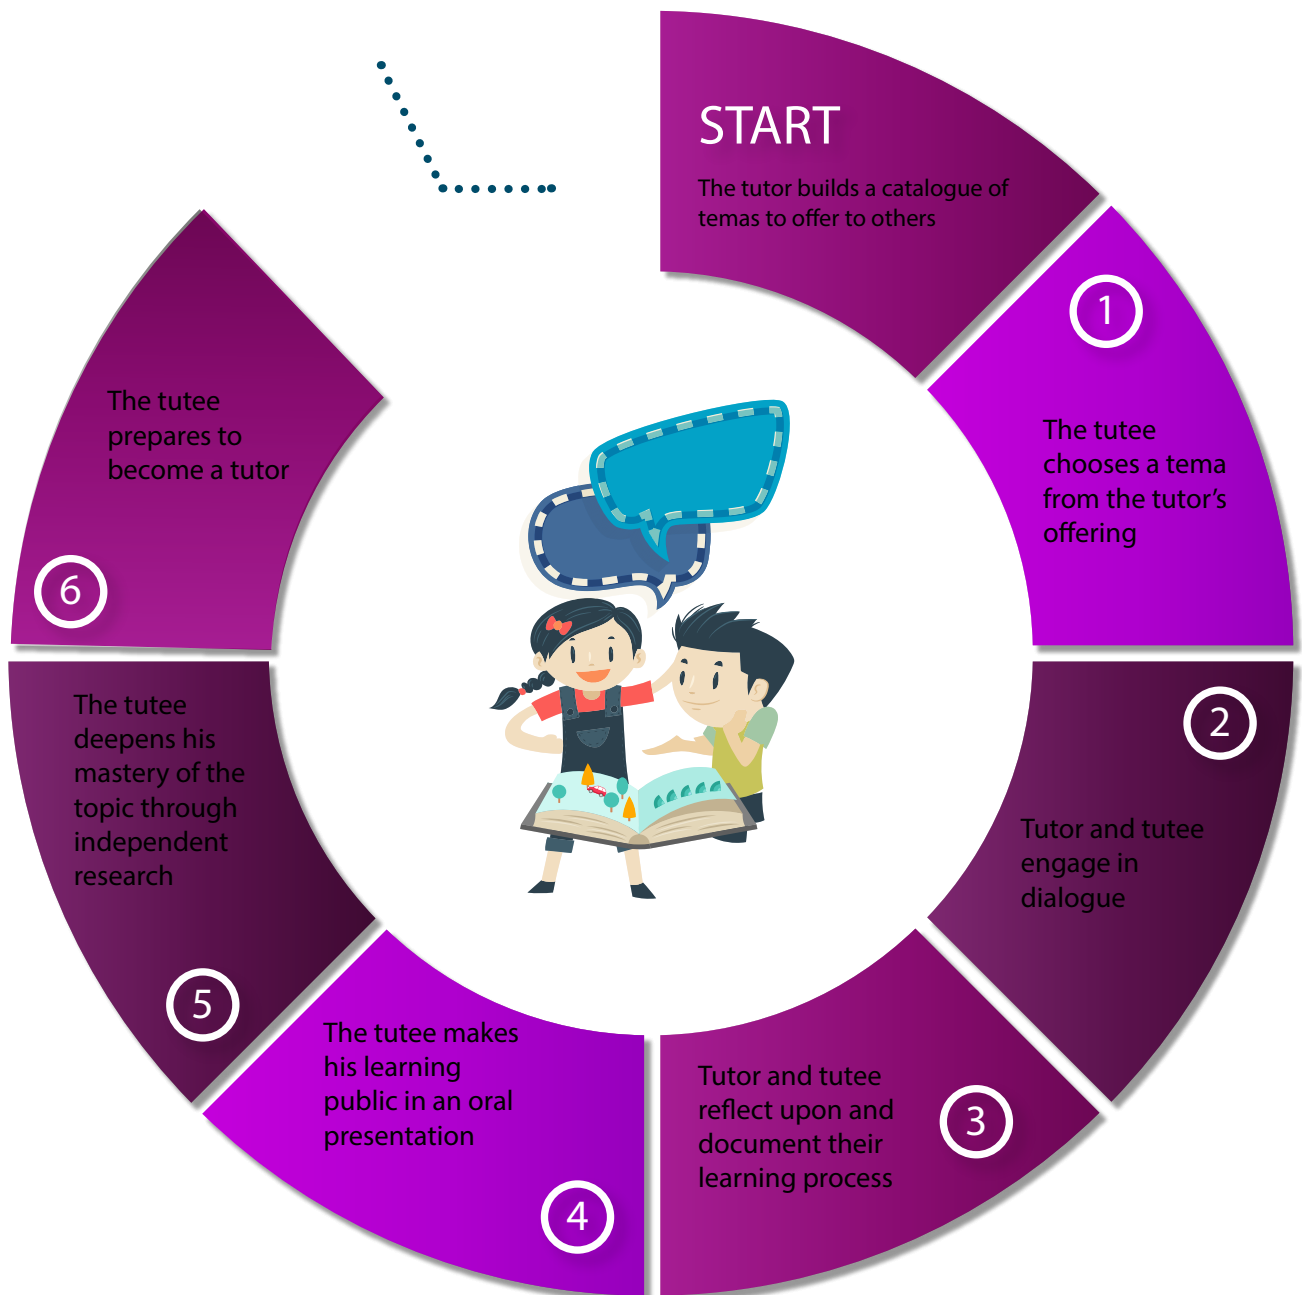 START
The tutor builds a catalogue of
temas to offer to others
1
The tutee
chooses a tema
from the tutor’s
offering
2
Tutor and tutee
engage in
dialogue
Tutor and tutee
reflect upon and
document their
learning process
3
The tutee makes
his learning
public in an oral
presentation
4
The tutee
deepens his
mastery of the
topic through
independent
research
5
The tutee
prepares to
become a tutor
6